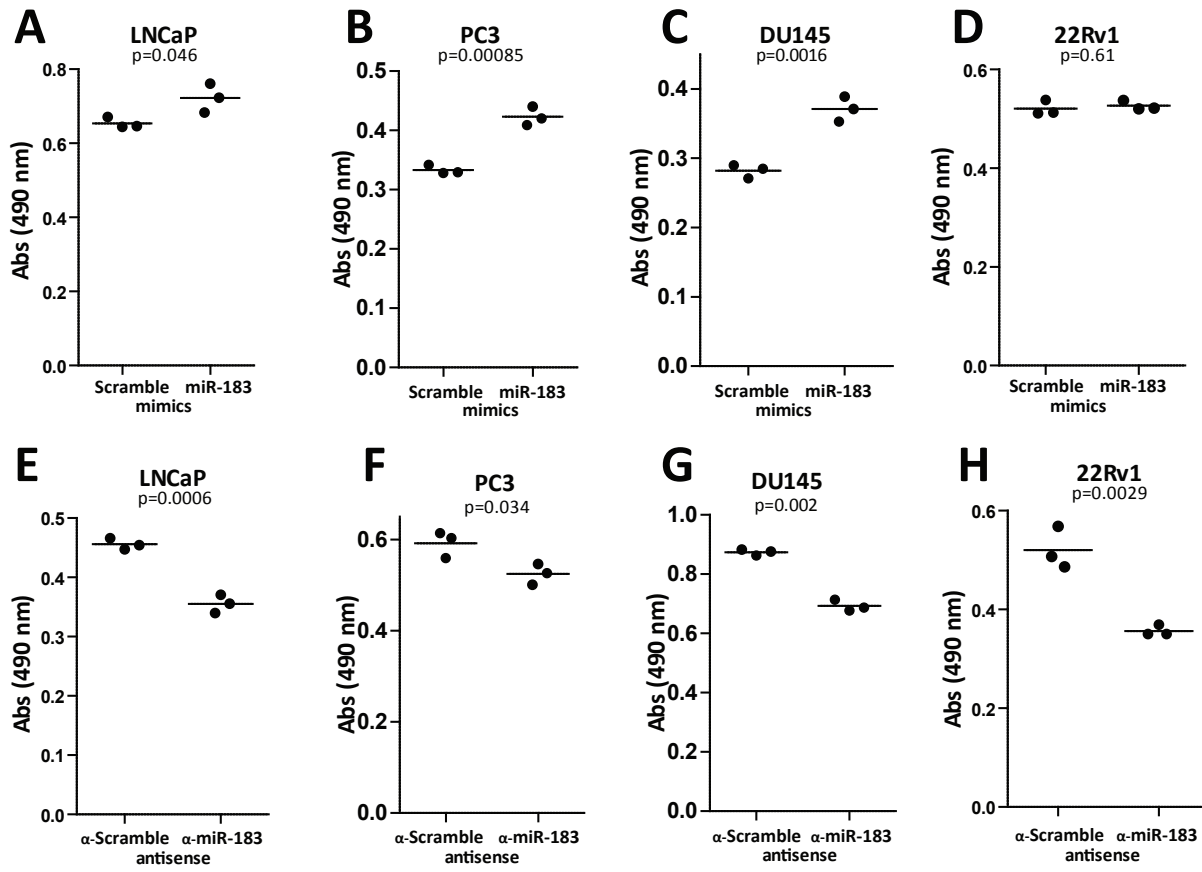 A
LNCaP
p=0.046
Abs (490 nm)
0.8
0.6
0.4
0.6
0.0
Scramble miR-183
mimics
B
PC3
p=0.00085
Abs (490 nm)
0.5
0.4
0.3
0.2
0.1
0.0
Scramble miR-183
mimics
C
DU145
p=0.0016
Abs (490 nm)
0.4
0.3
0.2
0.1
0.0
Scramble miR-183
mimics
D
22Rv1
p=0.61
Abs (490 nm)
0.6
0.4
0.6
0.0
Scramble miR-183
mimics
E
LNCaP
p=0.0006
Abs (490 nm)
0.5
0.4
0.3
0.2
0.1
0.0
α-Scramble α-miR-183
antisense
F
PC3
p=0.034
Abs (490 nm)
0.6
0.6
0.2
0.0
α-Scramble α-miR-183
antisense
G
DU145
p=0.002
Abs (490 nm)
1.0
0.8
0.6
0.4
0.2
0.0
α-Scramble α-miR-183
antisense
H
22Rv1
p=0.0029
Abs (490 nm)
0.6
0.4
0.2
0.0
α-Scramble α-miR-183
antisense